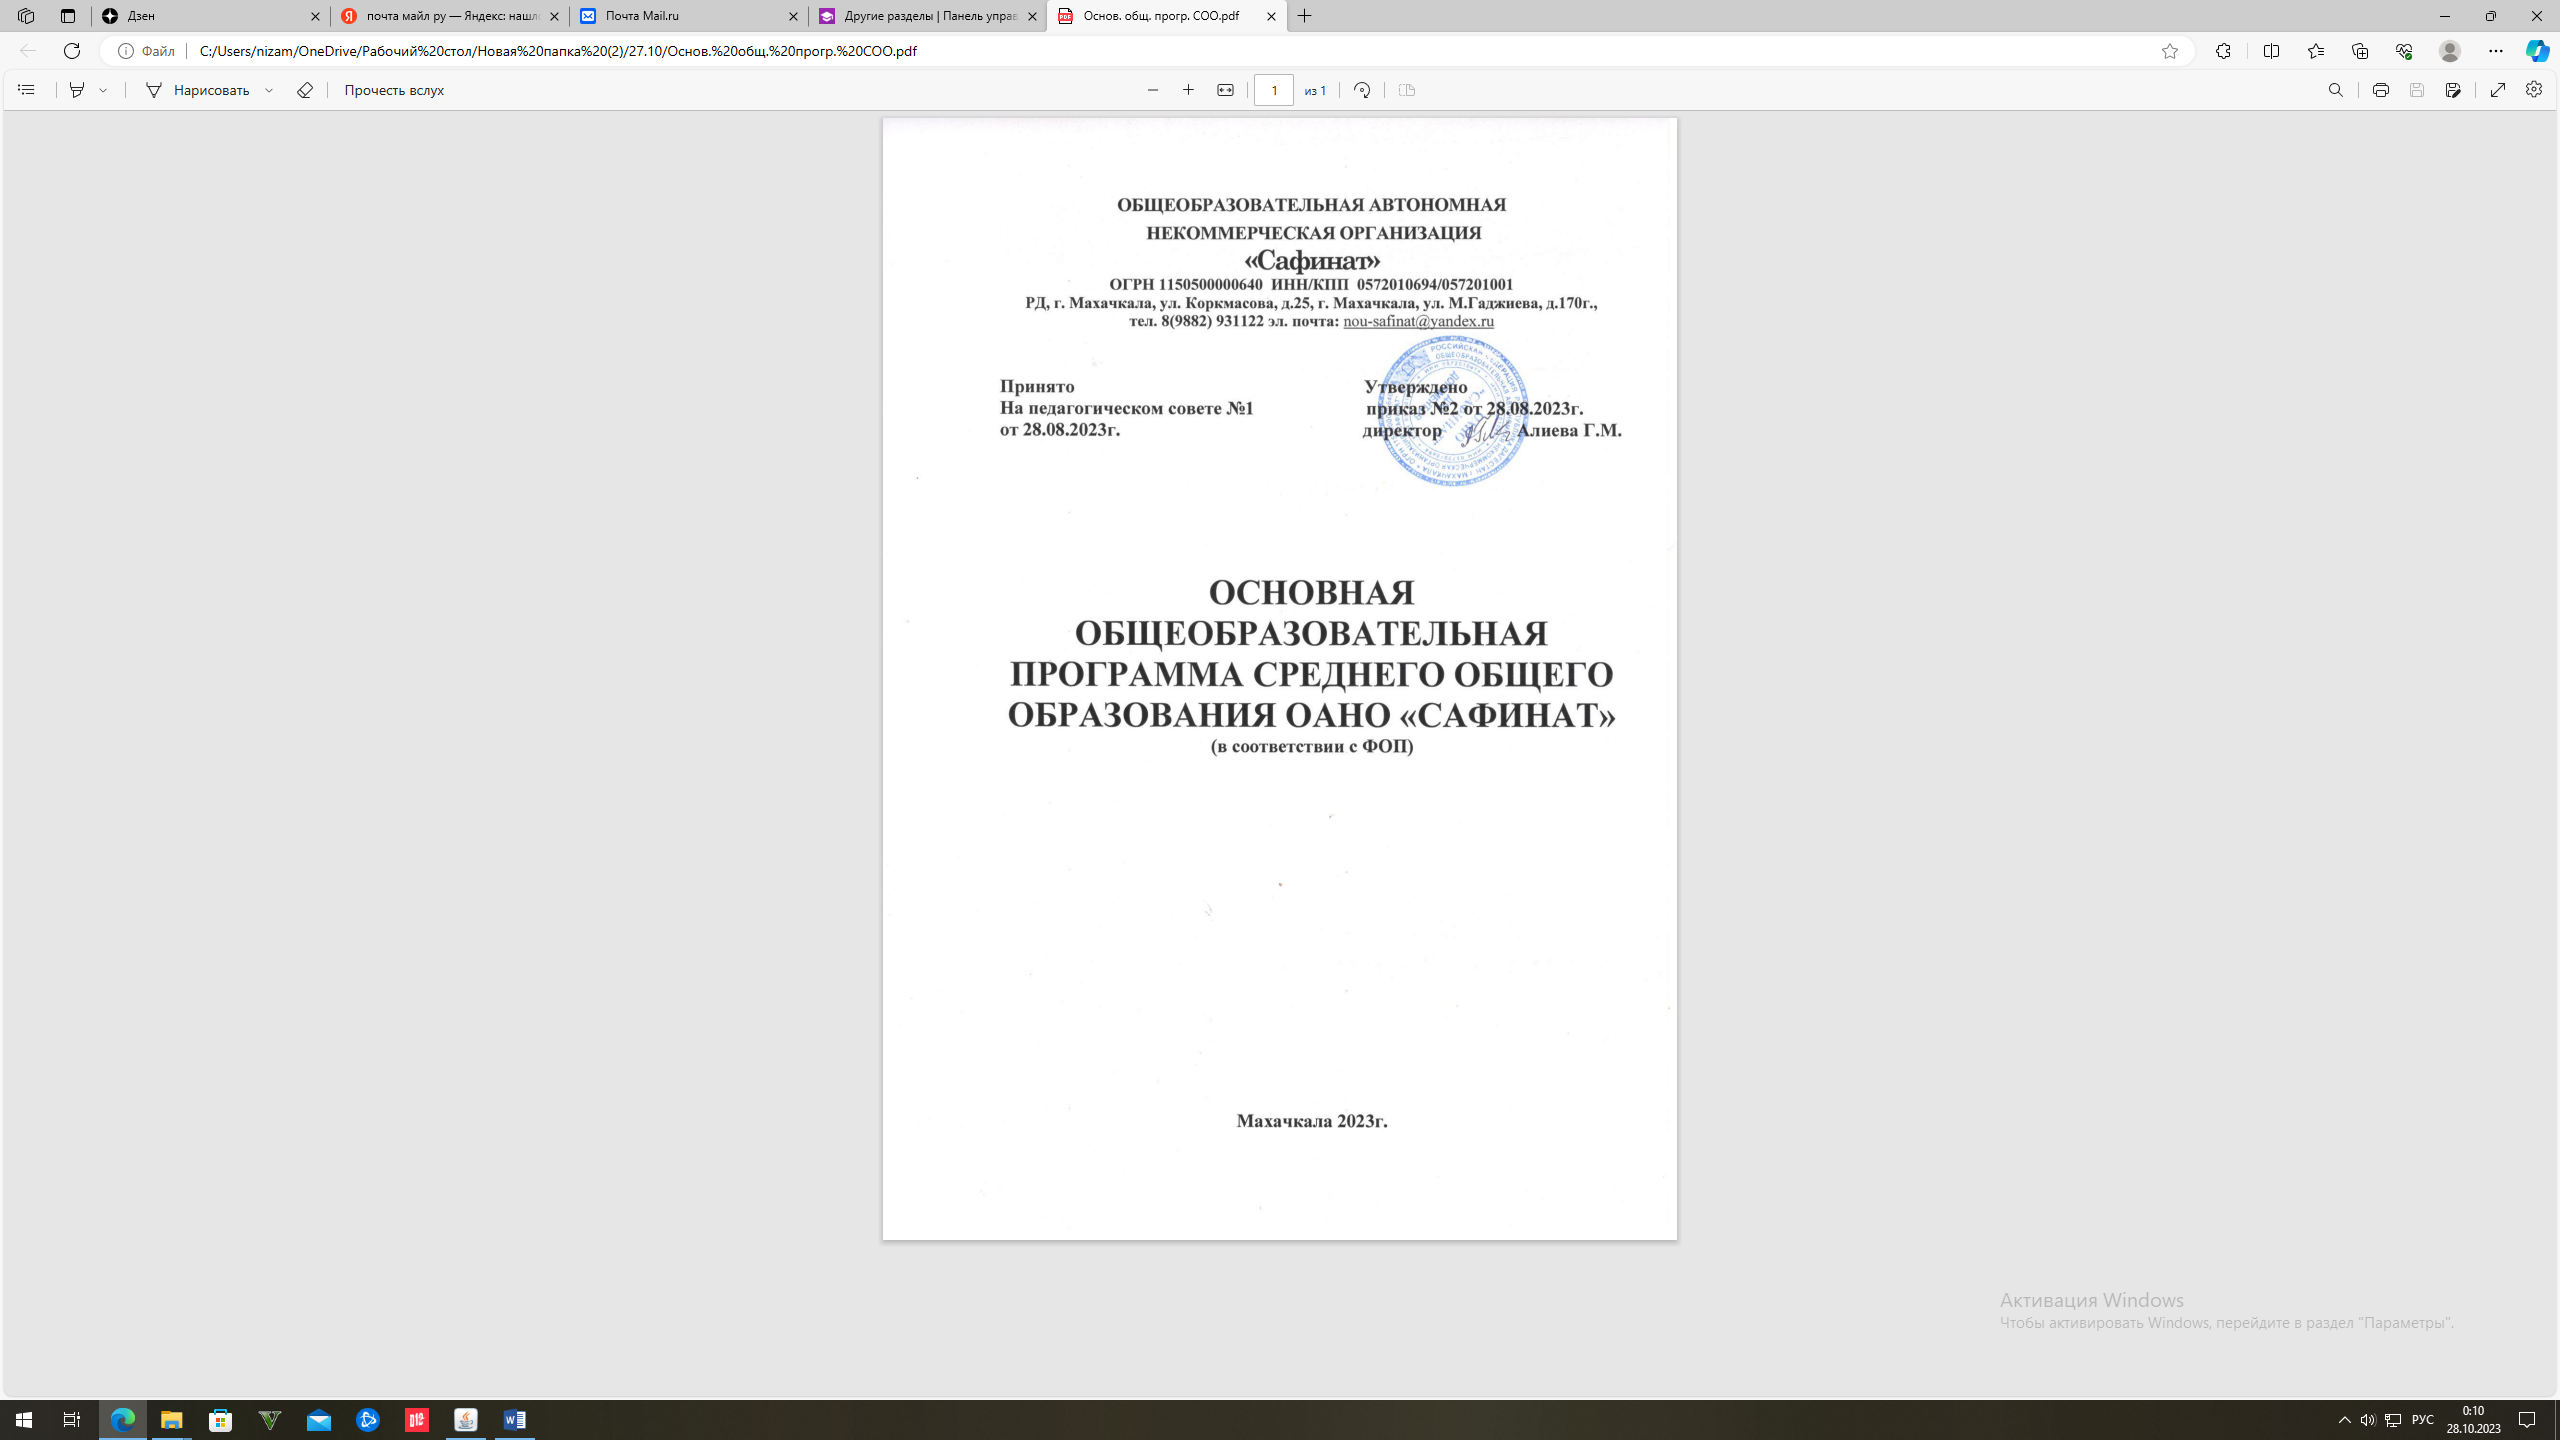 Дзен
почта майл ру — Яндекс: нашло
Почта Mail.ru
Другие разделы | Панель управ
Основ. общ. прогр. СОО.pdf
Файл
C:/Users/nizam/OneDrive/Рабочий%20стол/Новая%20папка%20(2)/27.10/Основ.%20общ.%20прогр.%20СОО.pdf
Нарисовать
Прочесть вслух
1 из 1
ОБЩЕОБРАЗОВАТЕЛЬНАЯ АВТОНОМНАЯ
НЕКОММЕРЧЕСКАЯ ОРГАНИЗАЦИЯ
«Сафинат»
ОГРН 1150500000640 ИНН/КПП 0572010694/057201001
РД, г. Махачкала, ул. Коркмасова, д.25, г. Махачкала, ул. М.Гаджиева, д.170г.,
тел. 8(9882) 931122 эл. почта: nou-safinat@yandex.ru
Принято
На педагогическом совете №1
от 28.08.2023г.
Утверждено
приказ №2 от 28.08.2023г.
директор Алиева Г.М.
ОСНОВНАЯ
ОБЩЕОБРАЗОВАТЕЛЬНАЯ
ПРОГРАММА СРЕДНЕГО ОБЩЕГО
ОБРАЗОВАНИЯ ОАНО «САФИНАТ»
(в соответствии с ФОП)
Махачкала 2023г.
Активация Windows
Чтобы активировать Windows, перейдите в раздел "Параметры".
РУС
0:10
28.10.2023